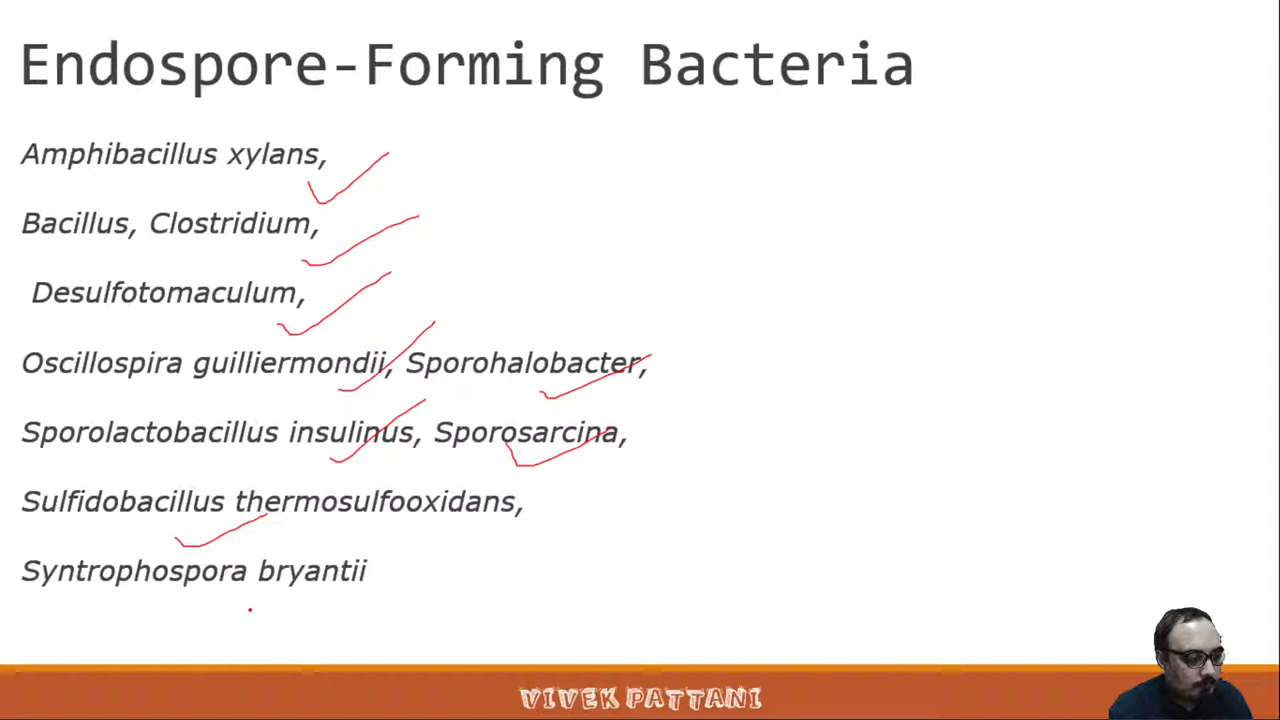 Endospore-Forming Bacteria
Amphibacillus xylans,
Bacillus, Clostridium,
Desulfotomaculum,
Oscillospira guilliermondii, Sporohalobacter,
Sporolactobacillus insulinus, Sporosarcina,
Sulfidobacillus thermosulfooxidans,
Syntrophospora bryantii
VIVEK PATTANI